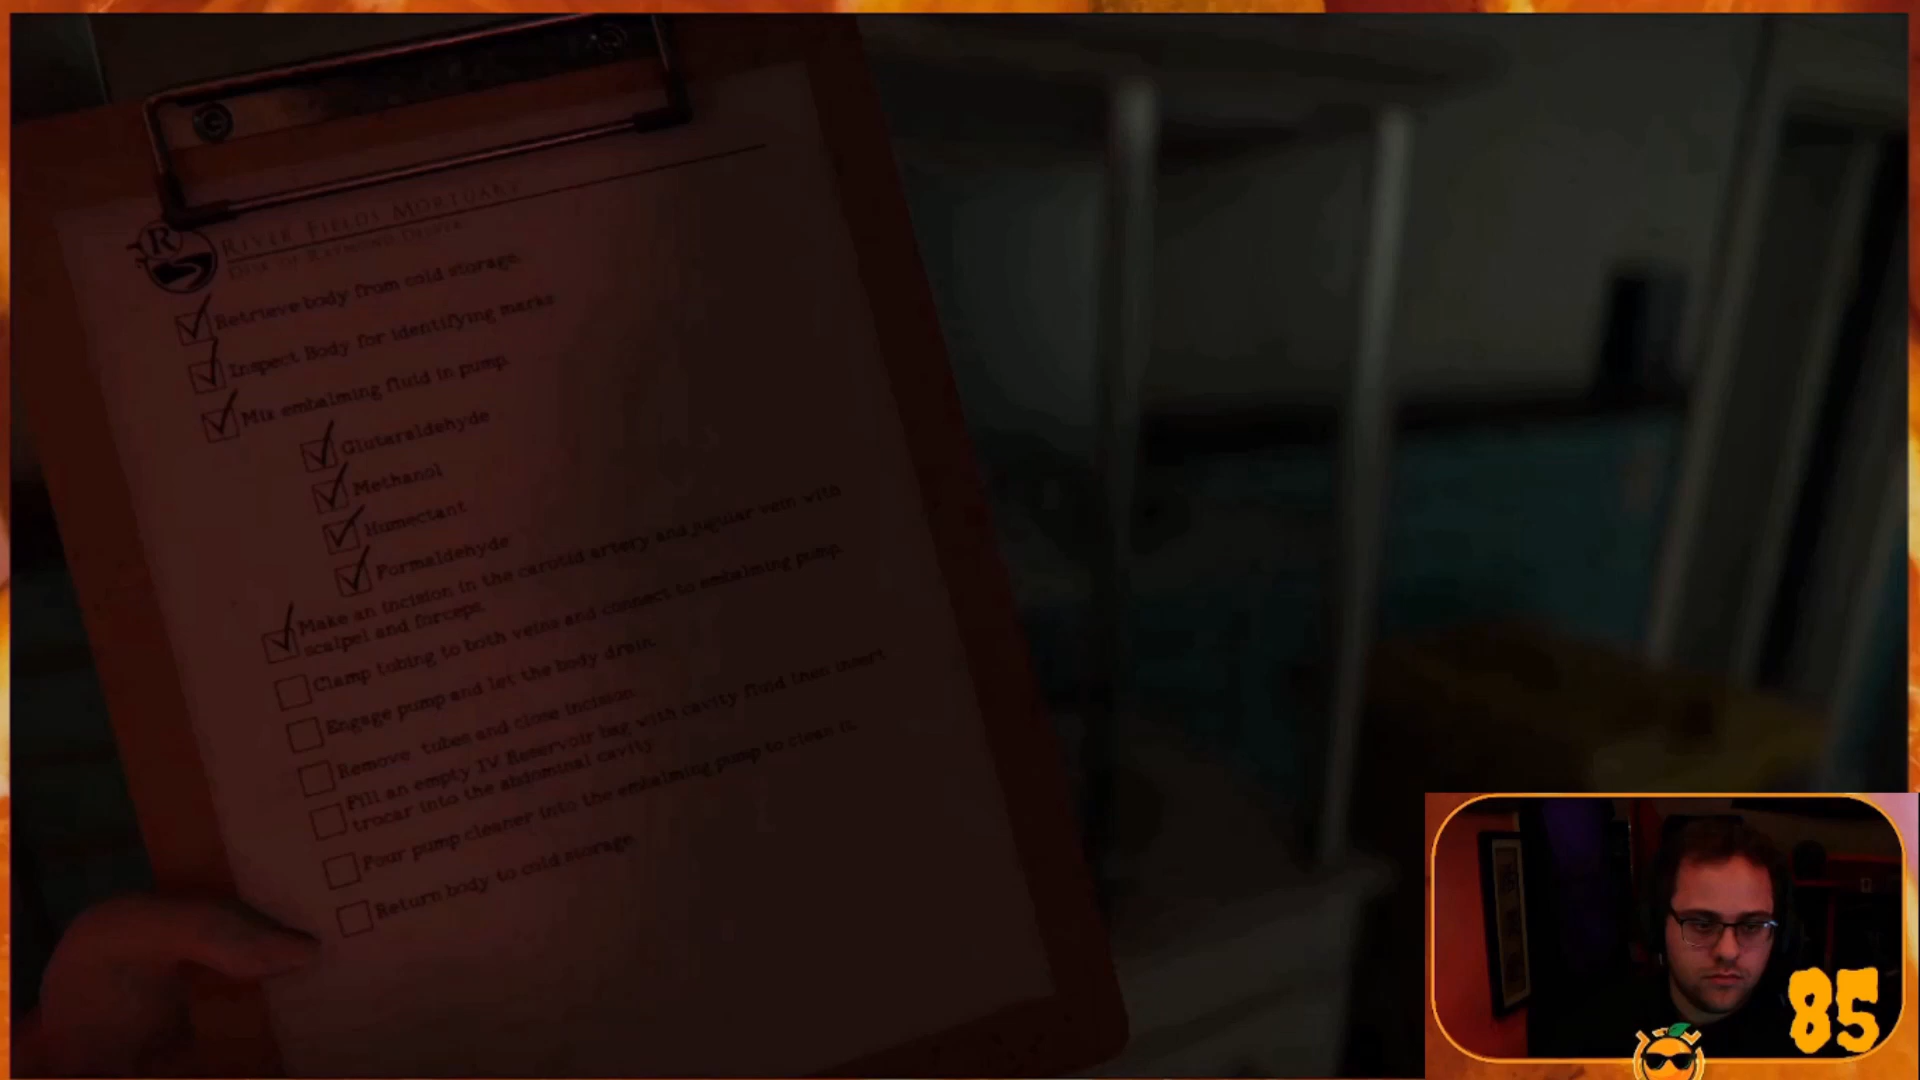 RIVER FIELDS MORTUARY
DESK OF RAYMOND DELVER
Retrieve body from cold storage.
Inspect Body for identifying marks
Mix embalming fluid in pump.
Glutaraldehyde
Methanol
Humectant
Formaldehyde
Make an incision in the carotid artery and jugular vein with
scalpel and forceps.
Clamp tubing to both veins and connect to embalming pump.
Engage pump and let the body drain.
Remove tubes and close incision.
Fill an empty IV Reservoir bag with cavity fluid then insert
trocar into the abdominal cavity
Pour pump cleaner into the embalming pump to clean it.
Return body to cold storage.
85